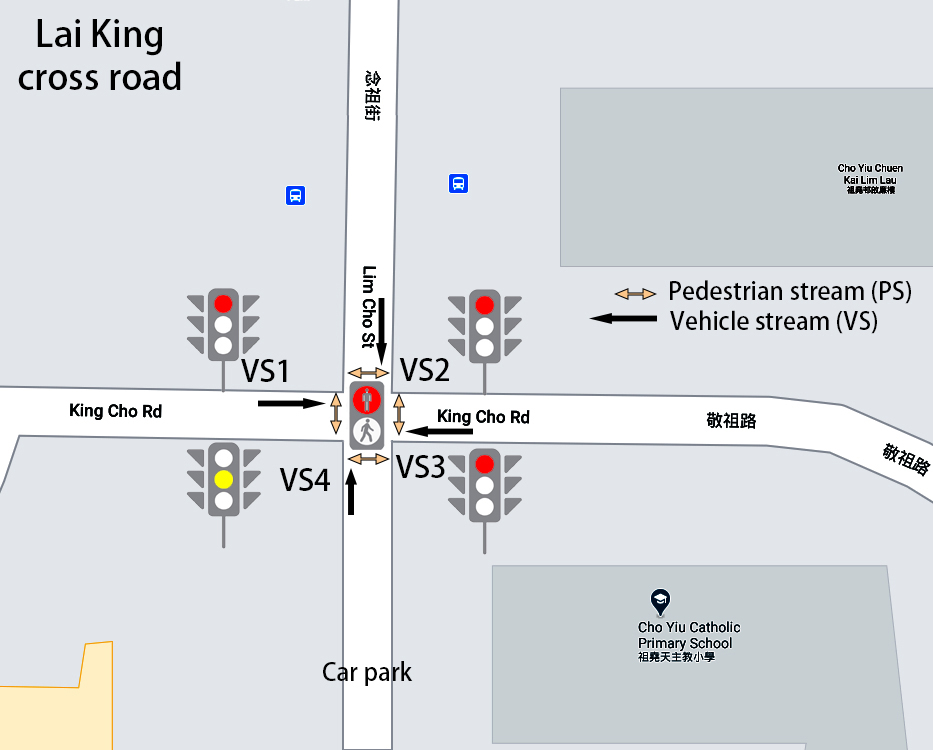 Lai King
cross road
念祖街
Cho Yiu Chuen
Kai Lim Lau
祖堯邨啟廉樓
Lim Cho St
Pedestrian stream (PS)
Vehicle stream (VS)
VS1
VS2
King Cho Rd
King Cho Rd
敬祖路
敬祖路
VS4
VS3
Cho Yiu Catholic
Primary School
祖堯天主教小學
Car park